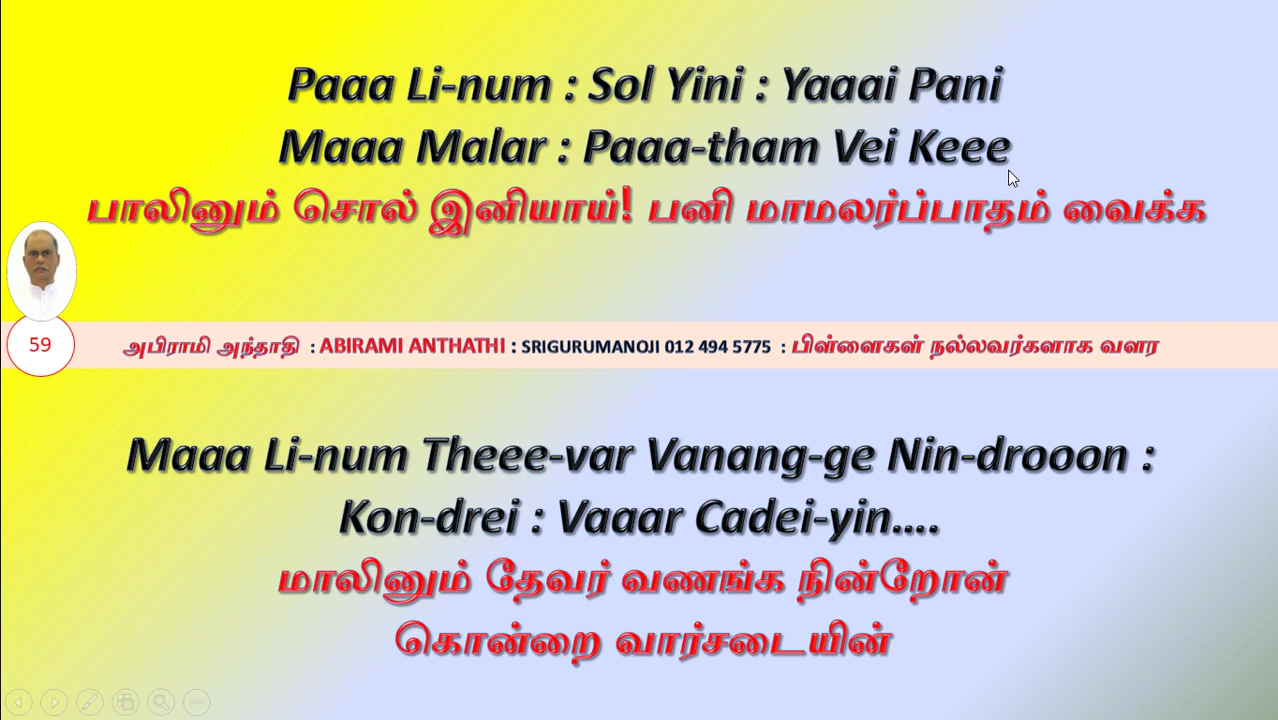 Paaa Li-num : Sol Yini : Yaaai Pani
Maaa Malar : Paaa-tham Vei Keee
பாலினும் சொல் இனியாய்! பனி மாமலர்ப்பாதம் வைக்க
59
அபிராமி அந்தாதி : ABIRAMI ANTHATHI : SRIGURUMANOJI 012 494 5775 : பிள்ளைகள் நல்லவர்களாக வளர
Maaa Li-num Theee-var Vanang-ge Nin-drooon :
Kon-drei : Vaaar Cadei-yin....
மாலினும் தேவர் வணங்க நின்றோன்
கொன்றை வார்சடையின்